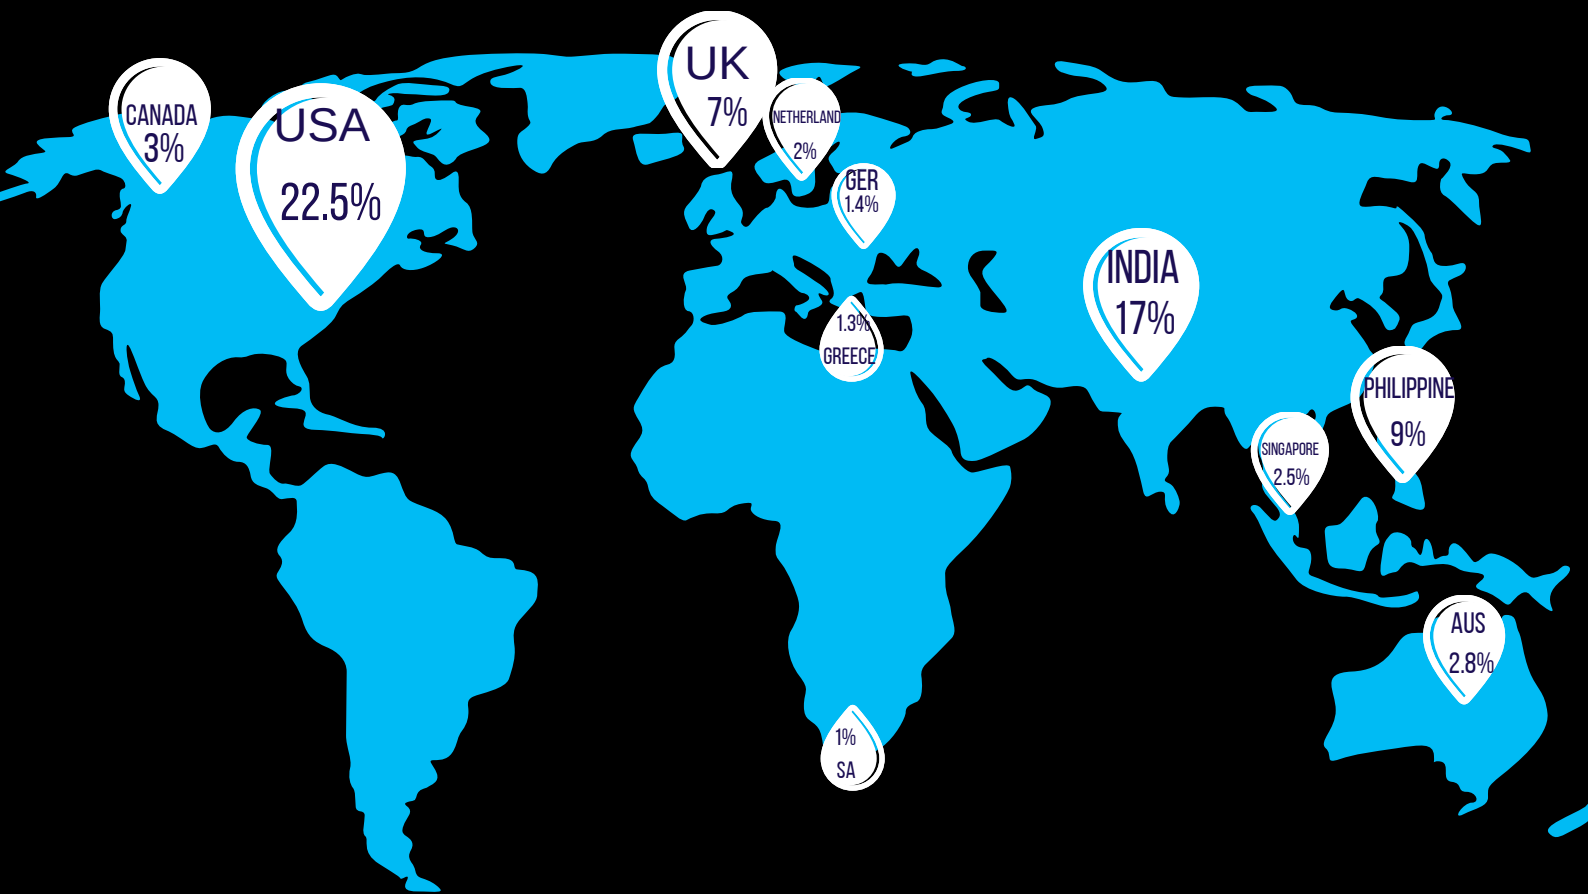 CANADA
3%
USA
22.5%
UK
7%
NETHERLAND
2%
GER
1.4%
1.3%
GREECE
INDIA
17%
PHILIPPINE
9%
SINGAPORE
2.5%
AUS
2.8%
1%
SA